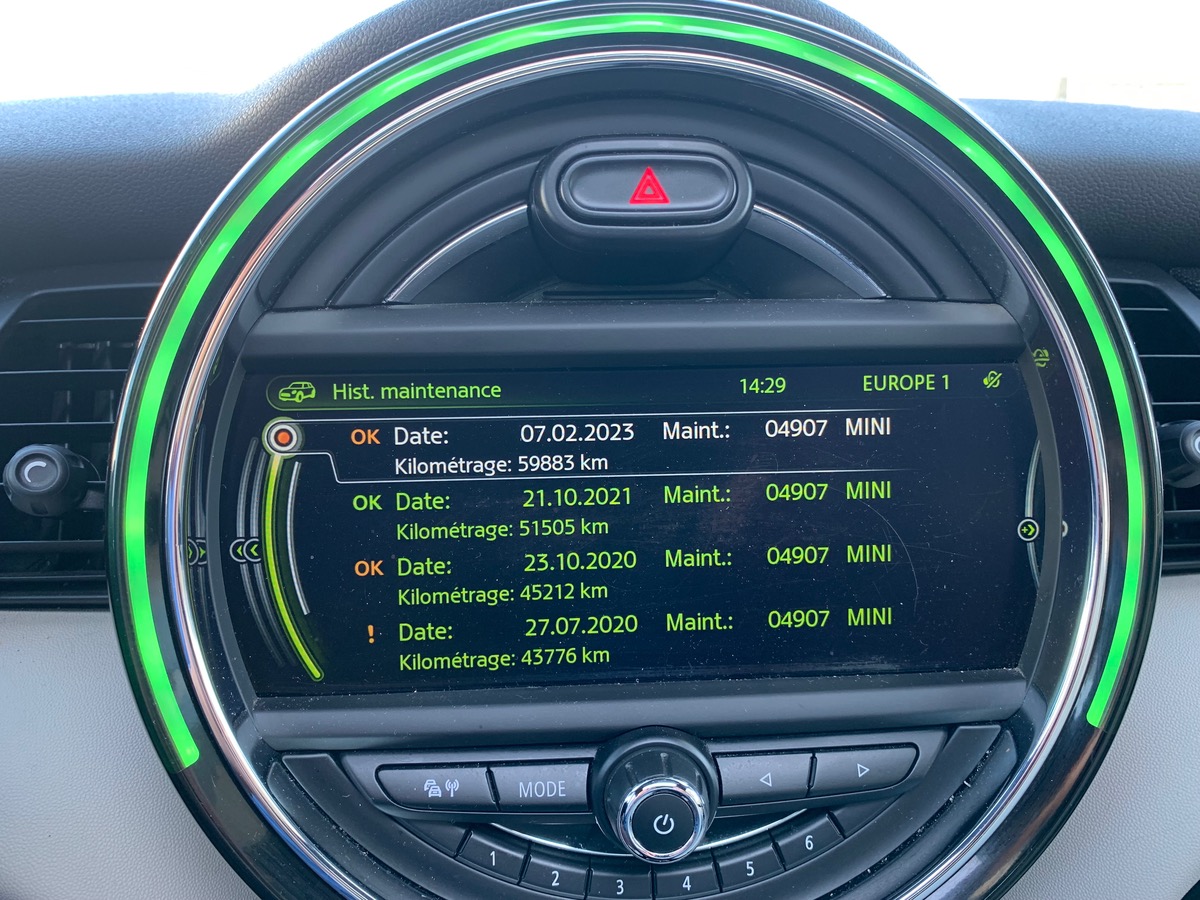 Hist. maintenance 14:29 EUROPE 1
OK Date: 07.02.2023 Maint.: 04907 MINI
Kilométrage: 59883 km
OK Date: 21.10.2021 Maint.: 04907 MINI
Kilométrage: 51505 km
OK Date: 23.10.2020 Maint.: 04907 MINI
Kilométrage: 45212 km
! Date: 27.07.2020 Maint.: 04907 MINI
Kilométrage: 43776 km
MODE
1 2 3 4 5 6